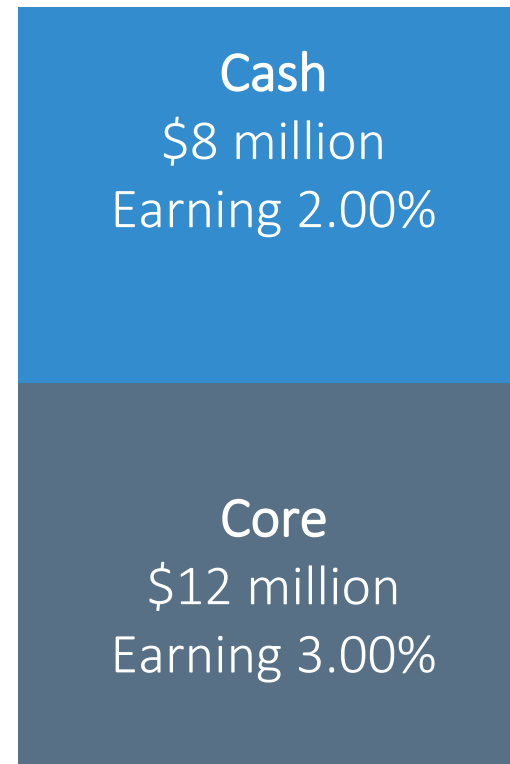 Cash
$8 million
Earning 2.00%
Core
$12 million
Earning 3.00%